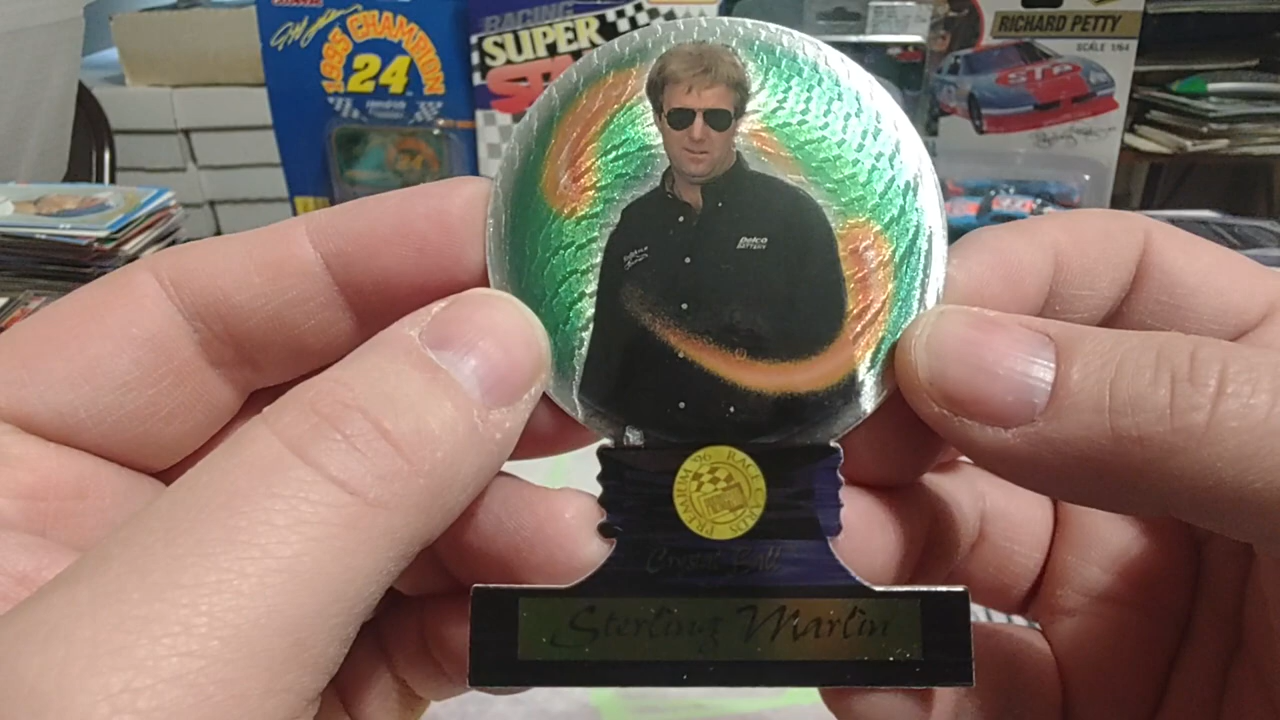 1995 CHAMPION
24
RACING
SUPER
RICHARD PETTY
SCALE 1/64
STP
Delco
BATTERY
PREMIUM '96 RACE CARDS
Crystal Ball
Sterling Marlin